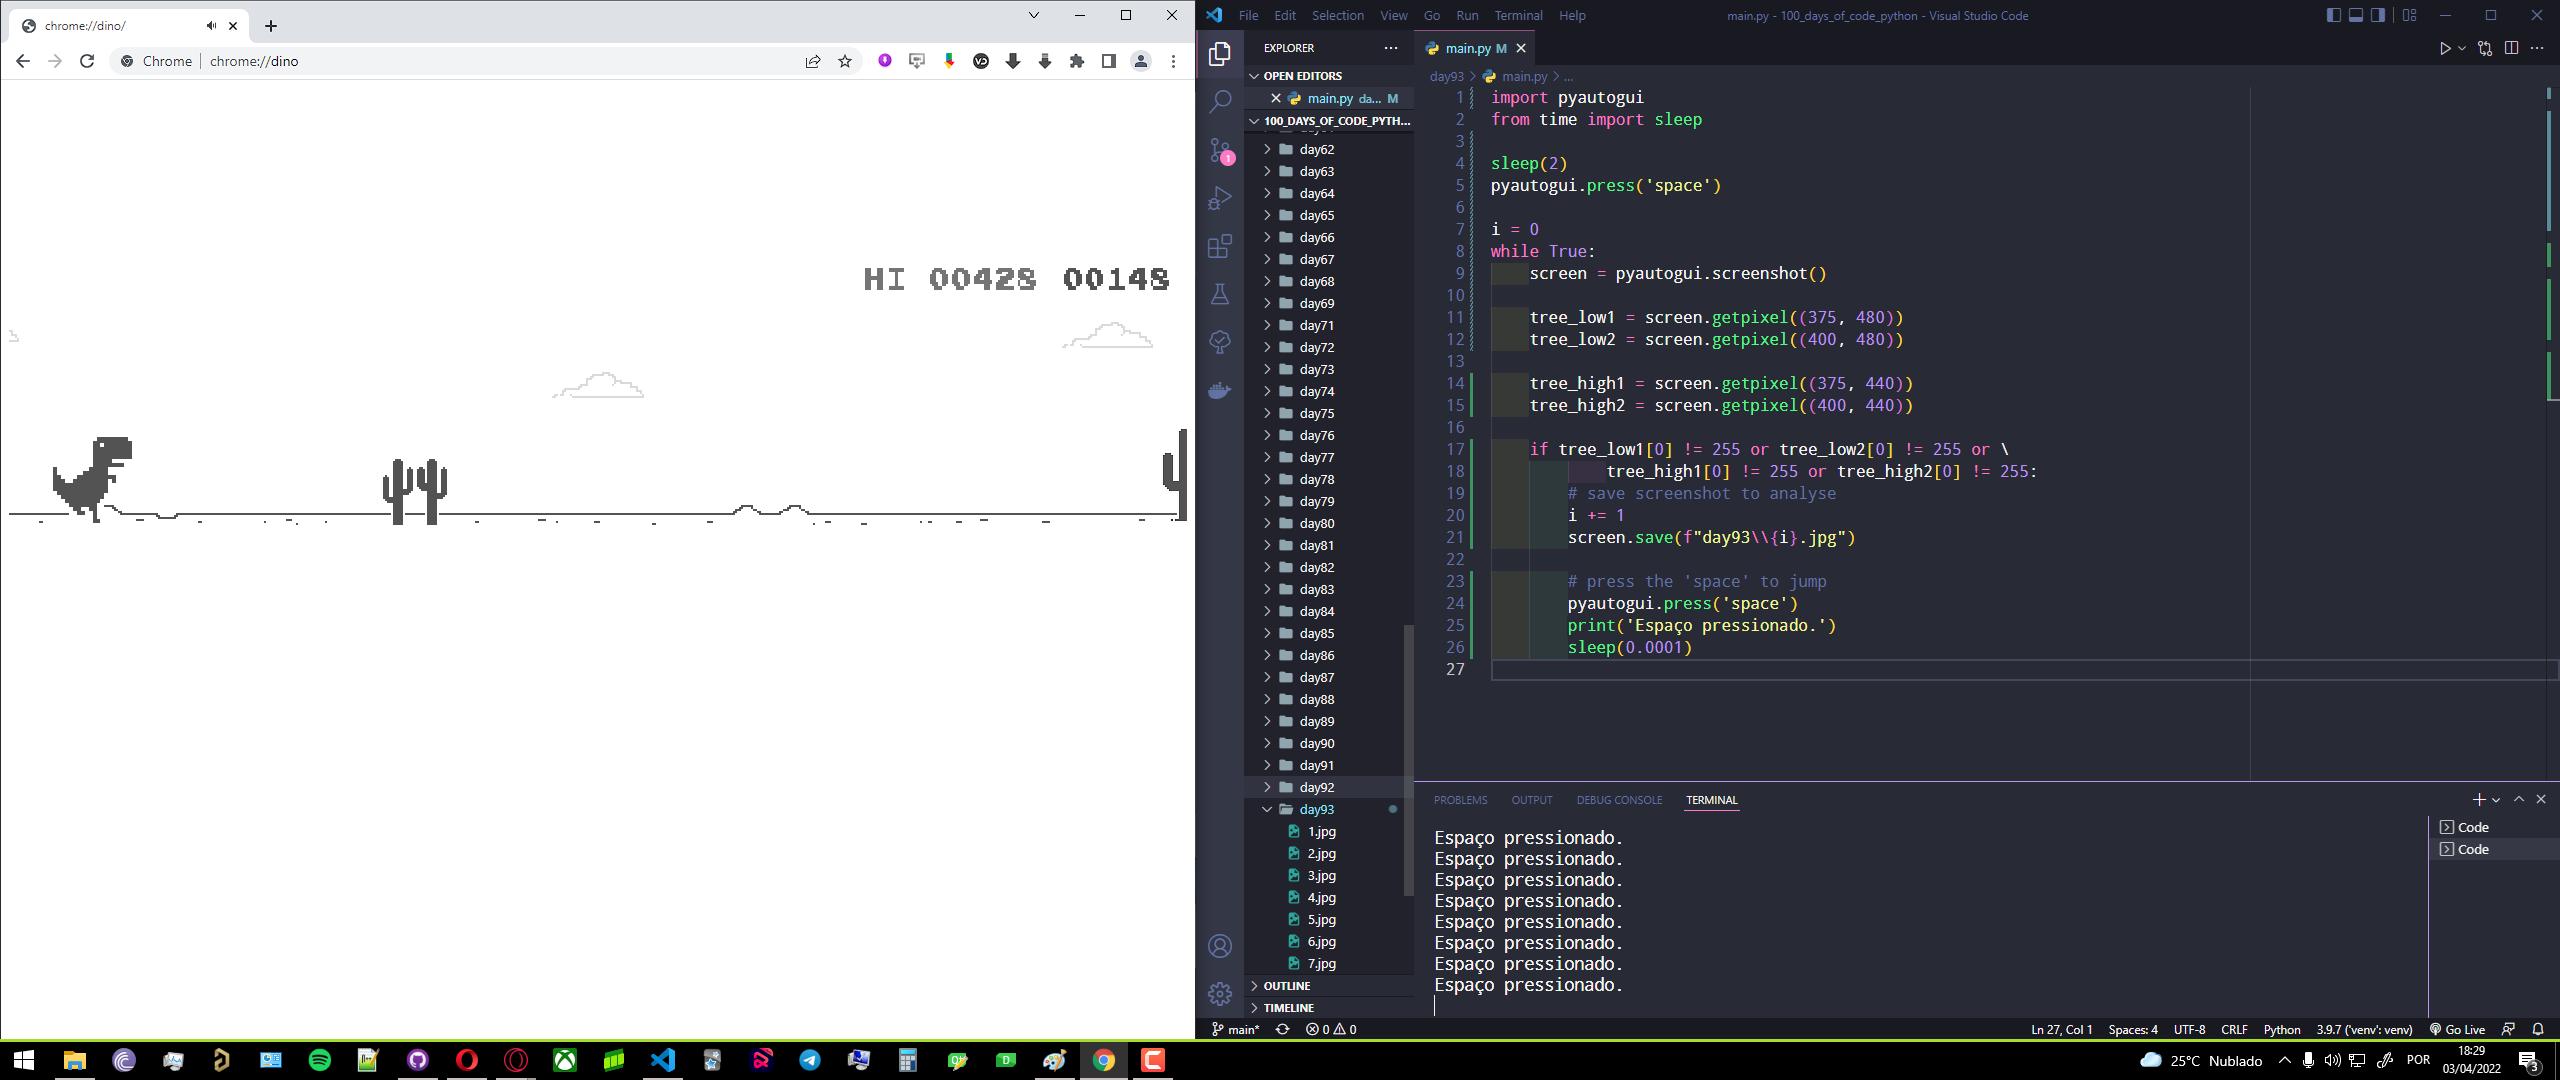 chrome://dino/
Chrome | chrome://dino
HI 00428 00148
File Edit Selection View Go Run Terminal Help
main.py - 100_days_of_code_python - Visual Studio Code
EXPLORER
OPEN EDITORS
main.py da... M
100_DAYS_OF_CODE_PYTH...
day62
day63
day64
day65
day66
day67
day68
day69
day71
day72
day73
day74
day75
day76
day77
day78
day79
day80
day81
day82
day83
day84
day85
day86
day87
day88
day89
day90
day91
day92
day93
1.jpg
2.jpg
3.jpg
4.jpg
5.jpg
6.jpg
7.jpg
OUTLINE
TIMELINE
main.py M
day93 > main.py > ...
1 import pyautogui
2 from time import sleep
3
4 sleep(2)
5 pyautogui.press('space')
6
7 i = 0
8 while True:
9 screen = pyautogui.screenshot()
10
11 tree_low1 = screen.getpixel((375, 480))
12 tree_low2 = screen.getpixel((400, 480))
13
14 tree_high1 = screen.getpixel((375, 440))
15 tree_high2 = screen.getpixel((400, 440))
16
17 if tree_low1[0] != 255 or tree_low2[0] != 255 or \
18 tree_high1[0] != 255 or tree_high2[0] != 255:
19 # save screenshot to analyse
20 i += 1
21 screen.save(f"day93\\{i}.jpg")
22
23 # press the 'space' to jump
24 pyautogui.press('space')
25 print('Espaço pressionado.')
26 sleep(0.0001)
27
PROBLEMS OUTPUT DEBUG CONSOLE TERMINAL
Espaço pressionado.
Espaço pressionado.
Espaço pressionado.
Espaço pressionado.
Espaço pressionado.
Espaço pressionado.
Espaço pressionado.
Espaço pressionado.
Code
Code
main* 0 0
Ln 27, Col 1 Spaces: 4 UTF-8 CRLF Python 3.9.7 ('venv': venv) Go Live
25°C Nublado
POR
18:29
03/04/2022
3